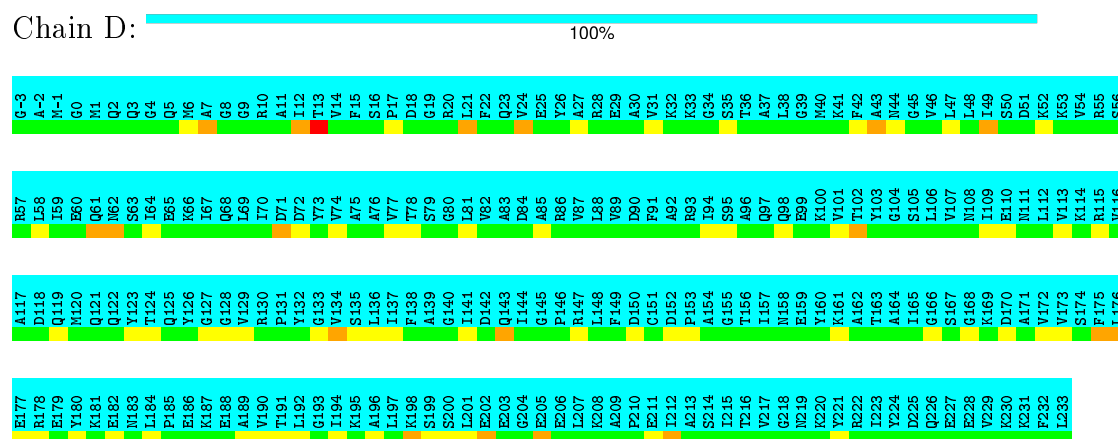 Chain D:
100%
G-3 A-2 M-1 G0 M1 Q2 Q3 G4 Q5 M6 A7 G8 G9 R10 A11 I12 T13 V14 F15 S16 P17 D18 G19 R20 L21 F22 Q23 V24 E25 Y26 A27 R28 E29 A30 V31 K32 K33 G34 S35 T36 A37 L38 G39 M40 K41 F42 A43 N44 G45 V46 L47 L48 I49 S50 D51 K52 K53 V54 R55 S56
R57 L58 I59 E60 Q61 N62 S63 I64 E65 K66 I67 Q68 L69 I70 D71 D72 Y73 V74 A75 A76 V77 T78 S79 G80 L81 V82 A83 D84 A85 R86 V87 L88 V89 D90 F91 A92 R93 I94 S95 A96 Q97 Q98 E99 K100 V101 T102 Y103 G104 S105 L106 V107 N108 I109 E110 N111 L112 V113 K114 R115 V116
A117 D118 Q119 M120 Q121 Q122 Y123 T124 Q125 Y126 G127 G128 V129 R130 P131 Y132 G133 V134 S135 L136 I137 F138 A139 G140 I141 D142 Q143 I144 G145 P146 R147 L148 F149 D150 C151 D152 P153 A154 G155 T156 I157 N158 E159 Y160 K161 A162 T163 A164 I165 G166 S167 G168 K169 D170 A171 V172 V173 S174 F175 L176
E177 R178 E179 Y180 K181 E182 N183 L184 P185 E186 K187 E188 A189 V190 T191 L192 G193 I194 K195 A196 L197 K198 S199 S200 L201 E202 E203 G204 E205 E206 L207 K208 A209 P210 E211 I212 A213 S214 I215 T216 V217 G218 N219 K220 Y221 R222 I223 Y224 D225 Q226 E227 E228 V229 K230 K231 F232 L233